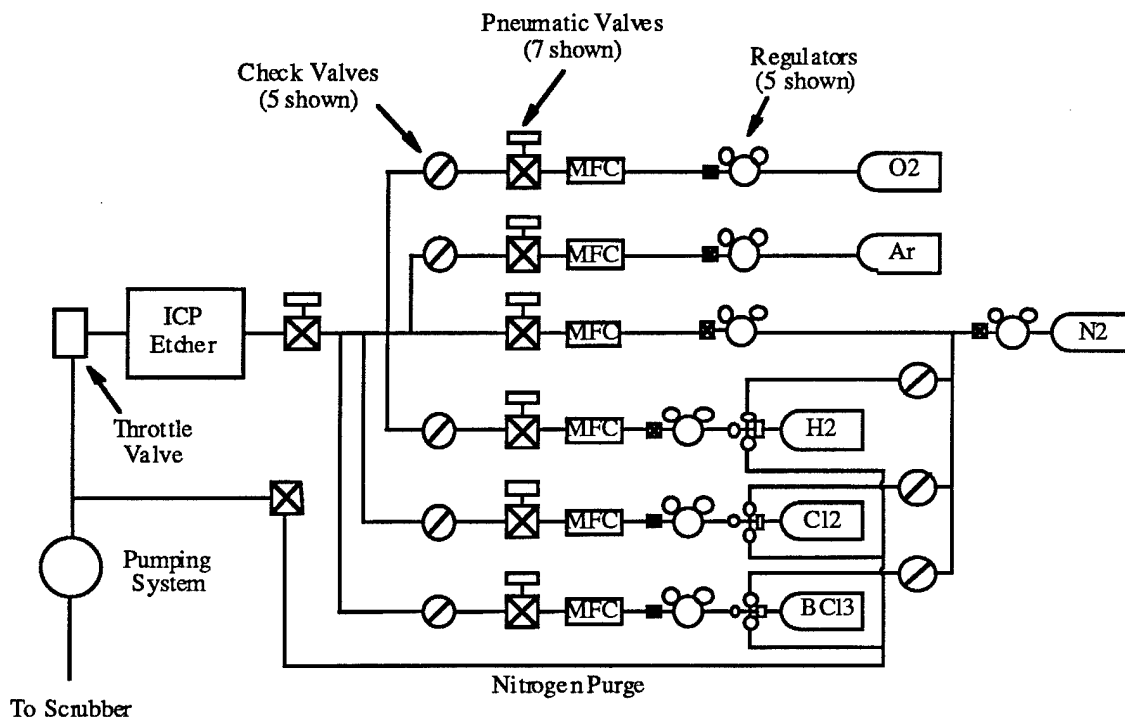 Pneumatic Valves
(7 shown)
Check Valves
(5 shown)
Regulators
(5 shown)
MFC
O2
MFC
Ar
ICP
Etcher
MFC
N2
Throttle
Valve
MFC
H2
MFC
Cl2
Pumping
System
MFC
BCl3
Nitrogen Purge
To Scrubber